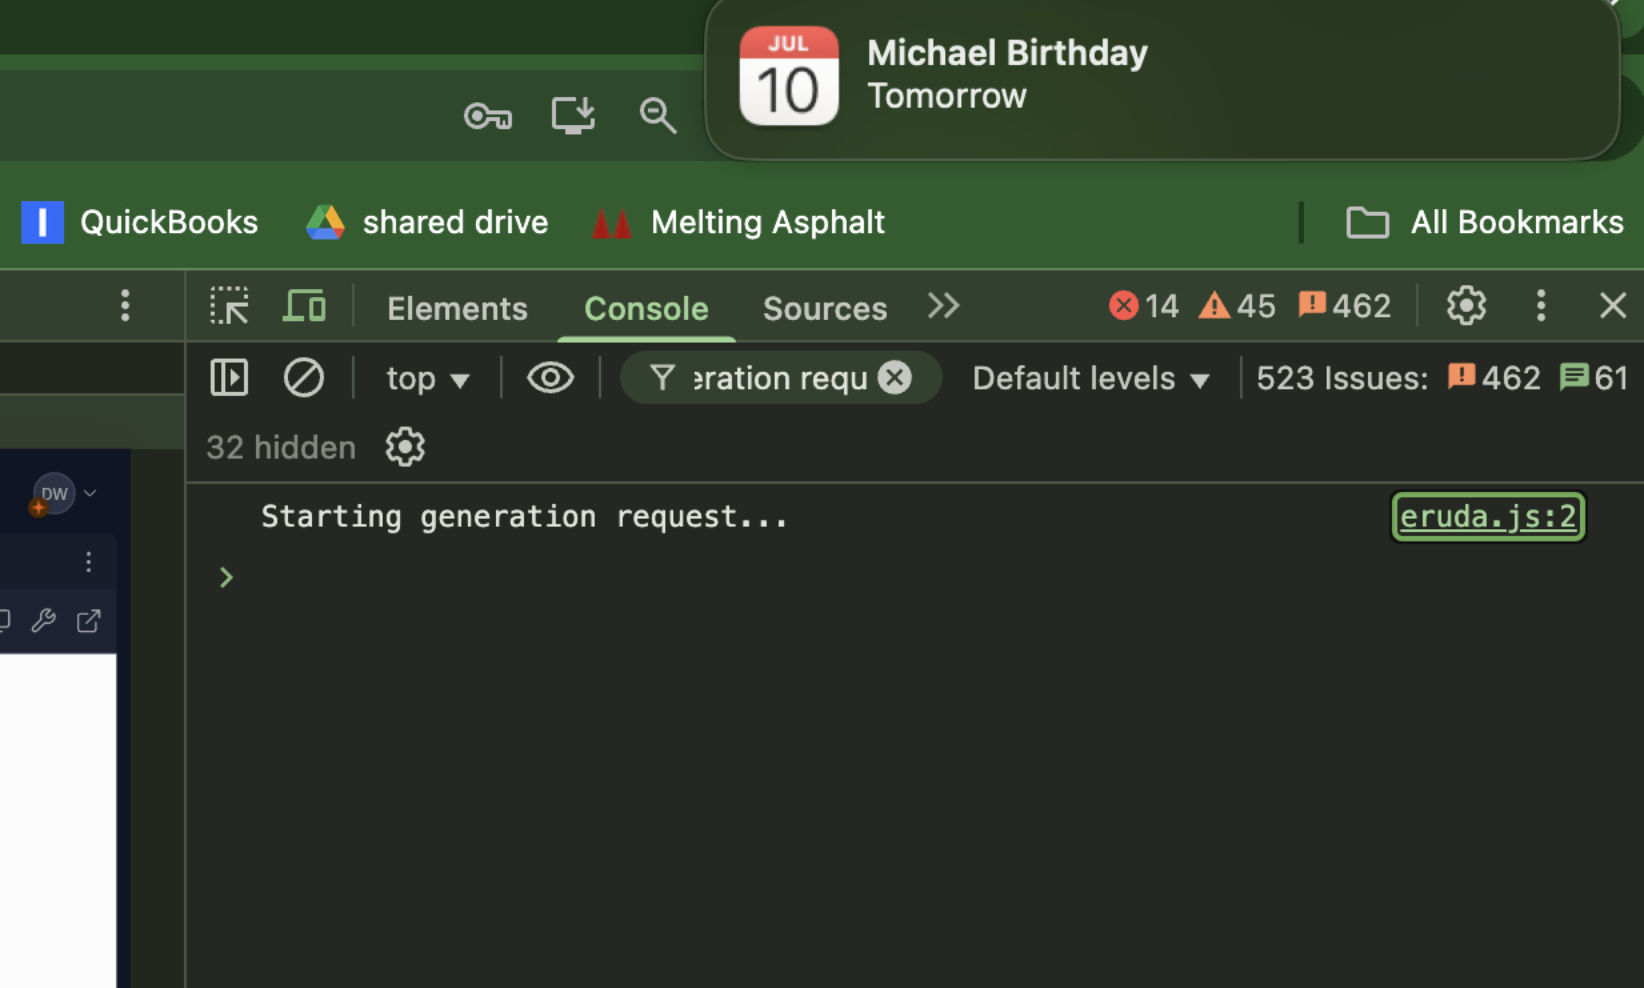 JUL
10
Michael Birthday
Tomorrow
QuickBooks
shared drive
Melting Asphalt
All Bookmarks
Elements
Console
Sources
14
45
462
top
eration requ
Default levels
523 Issues:
462
61
32 hidden
DW
Starting generation request...
eruda.js:2